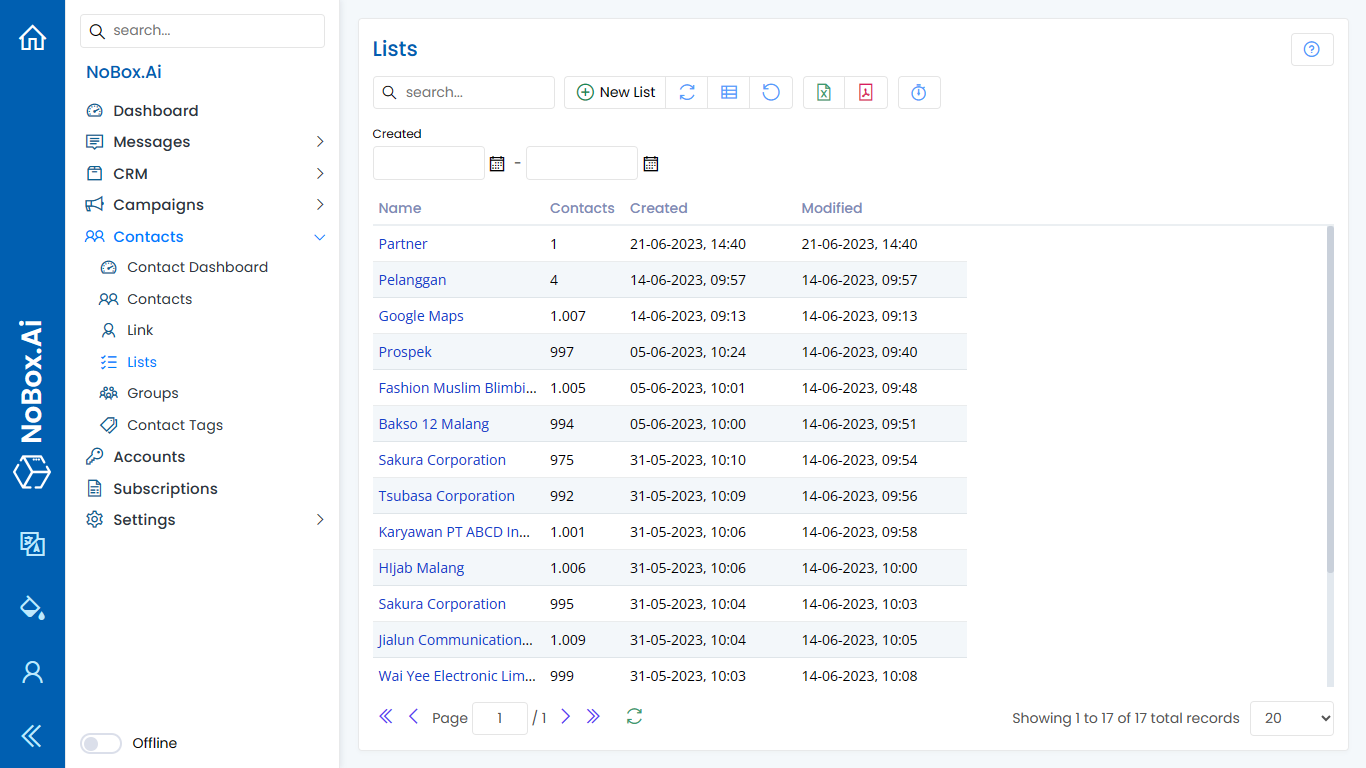 NoBox.Ai
search...
NoBox.Ai
Dashboard
Messages
CRM
Campaigns
Contacts
Contact Dashboard
Contacts
Link
Lists
Groups
Contact Tags
Accounts
Subscriptions
Settings
Offline
Lists
search...
New List
Created
-
Name Contacts Created Modified
Partner 1 21-06-2023, 14:40 21-06-2023, 14:40
Pelanggan 4 14-06-2023, 09:57 14-06-2023, 09:57
Google Maps 1.007 14-06-2023, 09:13 14-06-2023, 09:13
Prospek 997 05-06-2023, 10:24 14-06-2023, 09:40
Fashion Muslim Blimbi... 1.005 05-06-2023, 10:01 14-06-2023, 09:48
Bakso 12 Malang 994 05-06-2023, 10:00 14-06-2023, 09:51
Sakura Corporation 975 31-05-2023, 10:10 14-06-2023, 09:54
Tsubasa Corporation 992 31-05-2023, 10:09 14-06-2023, 09:56
Karyawan PT ABCD In... 1.001 31-05-2023, 10:06 14-06-2023, 09:58
HIjab Malang 1.006 31-05-2023, 10:06 14-06-2023, 10:00
Sakura Corporation 995 31-05-2023, 10:04 14-06-2023, 10:03
Jialun Communication... 1.009 31-05-2023, 10:04 14-06-2023, 10:05
Wai Yee Electronic Lim... 999 31-05-2023, 10:03 14-06-2023, 10:08
Page 1 / 1
Showing 1 to 17 of 17 total records 20